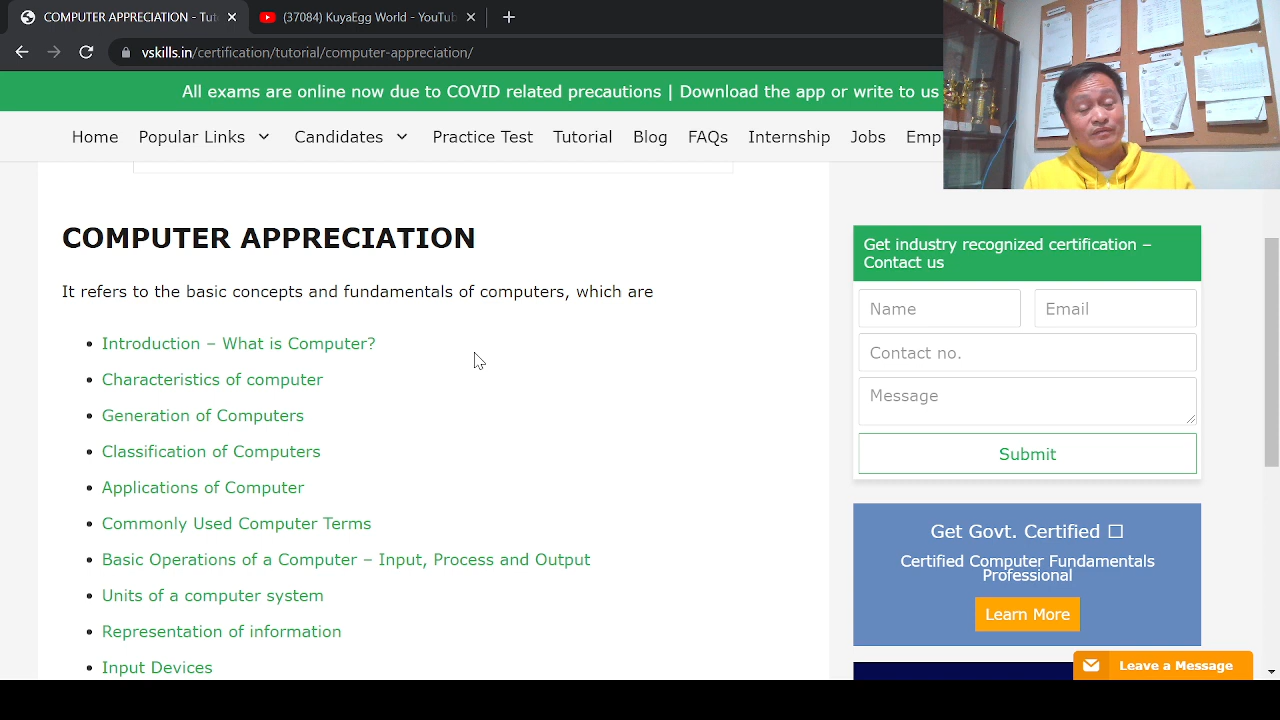 COMPUTER APPRECIATION - Tut
(37084) KuyaEgg World - YouTub
vskills.in/certification/tutorial/computer-appreciation/
All exams are online now due to COVID related precautions | Download the app or write to us
Home Popular Links Candidates Practice Test Tutorial Blog FAQs Internship Jobs Emp
COMPUTER APPRECIATION
It refers to the basic concepts and fundamentals of computers, which are
Introduction – What is Computer?
Characteristics of computer
Generation of Computers
Classification of Computers
Applications of Computer
Commonly Used Computer Terms
Basic Operations of a Computer – Input, Process and Output
Units of a computer system
Representation of information
Input Devices
Get industry recognized certification –
Contact us
Name Email
Contact no.
Message
Submit
Get Govt. Certified
Certified Computer Fundamentals
Professional
Learn More
Leave a Message